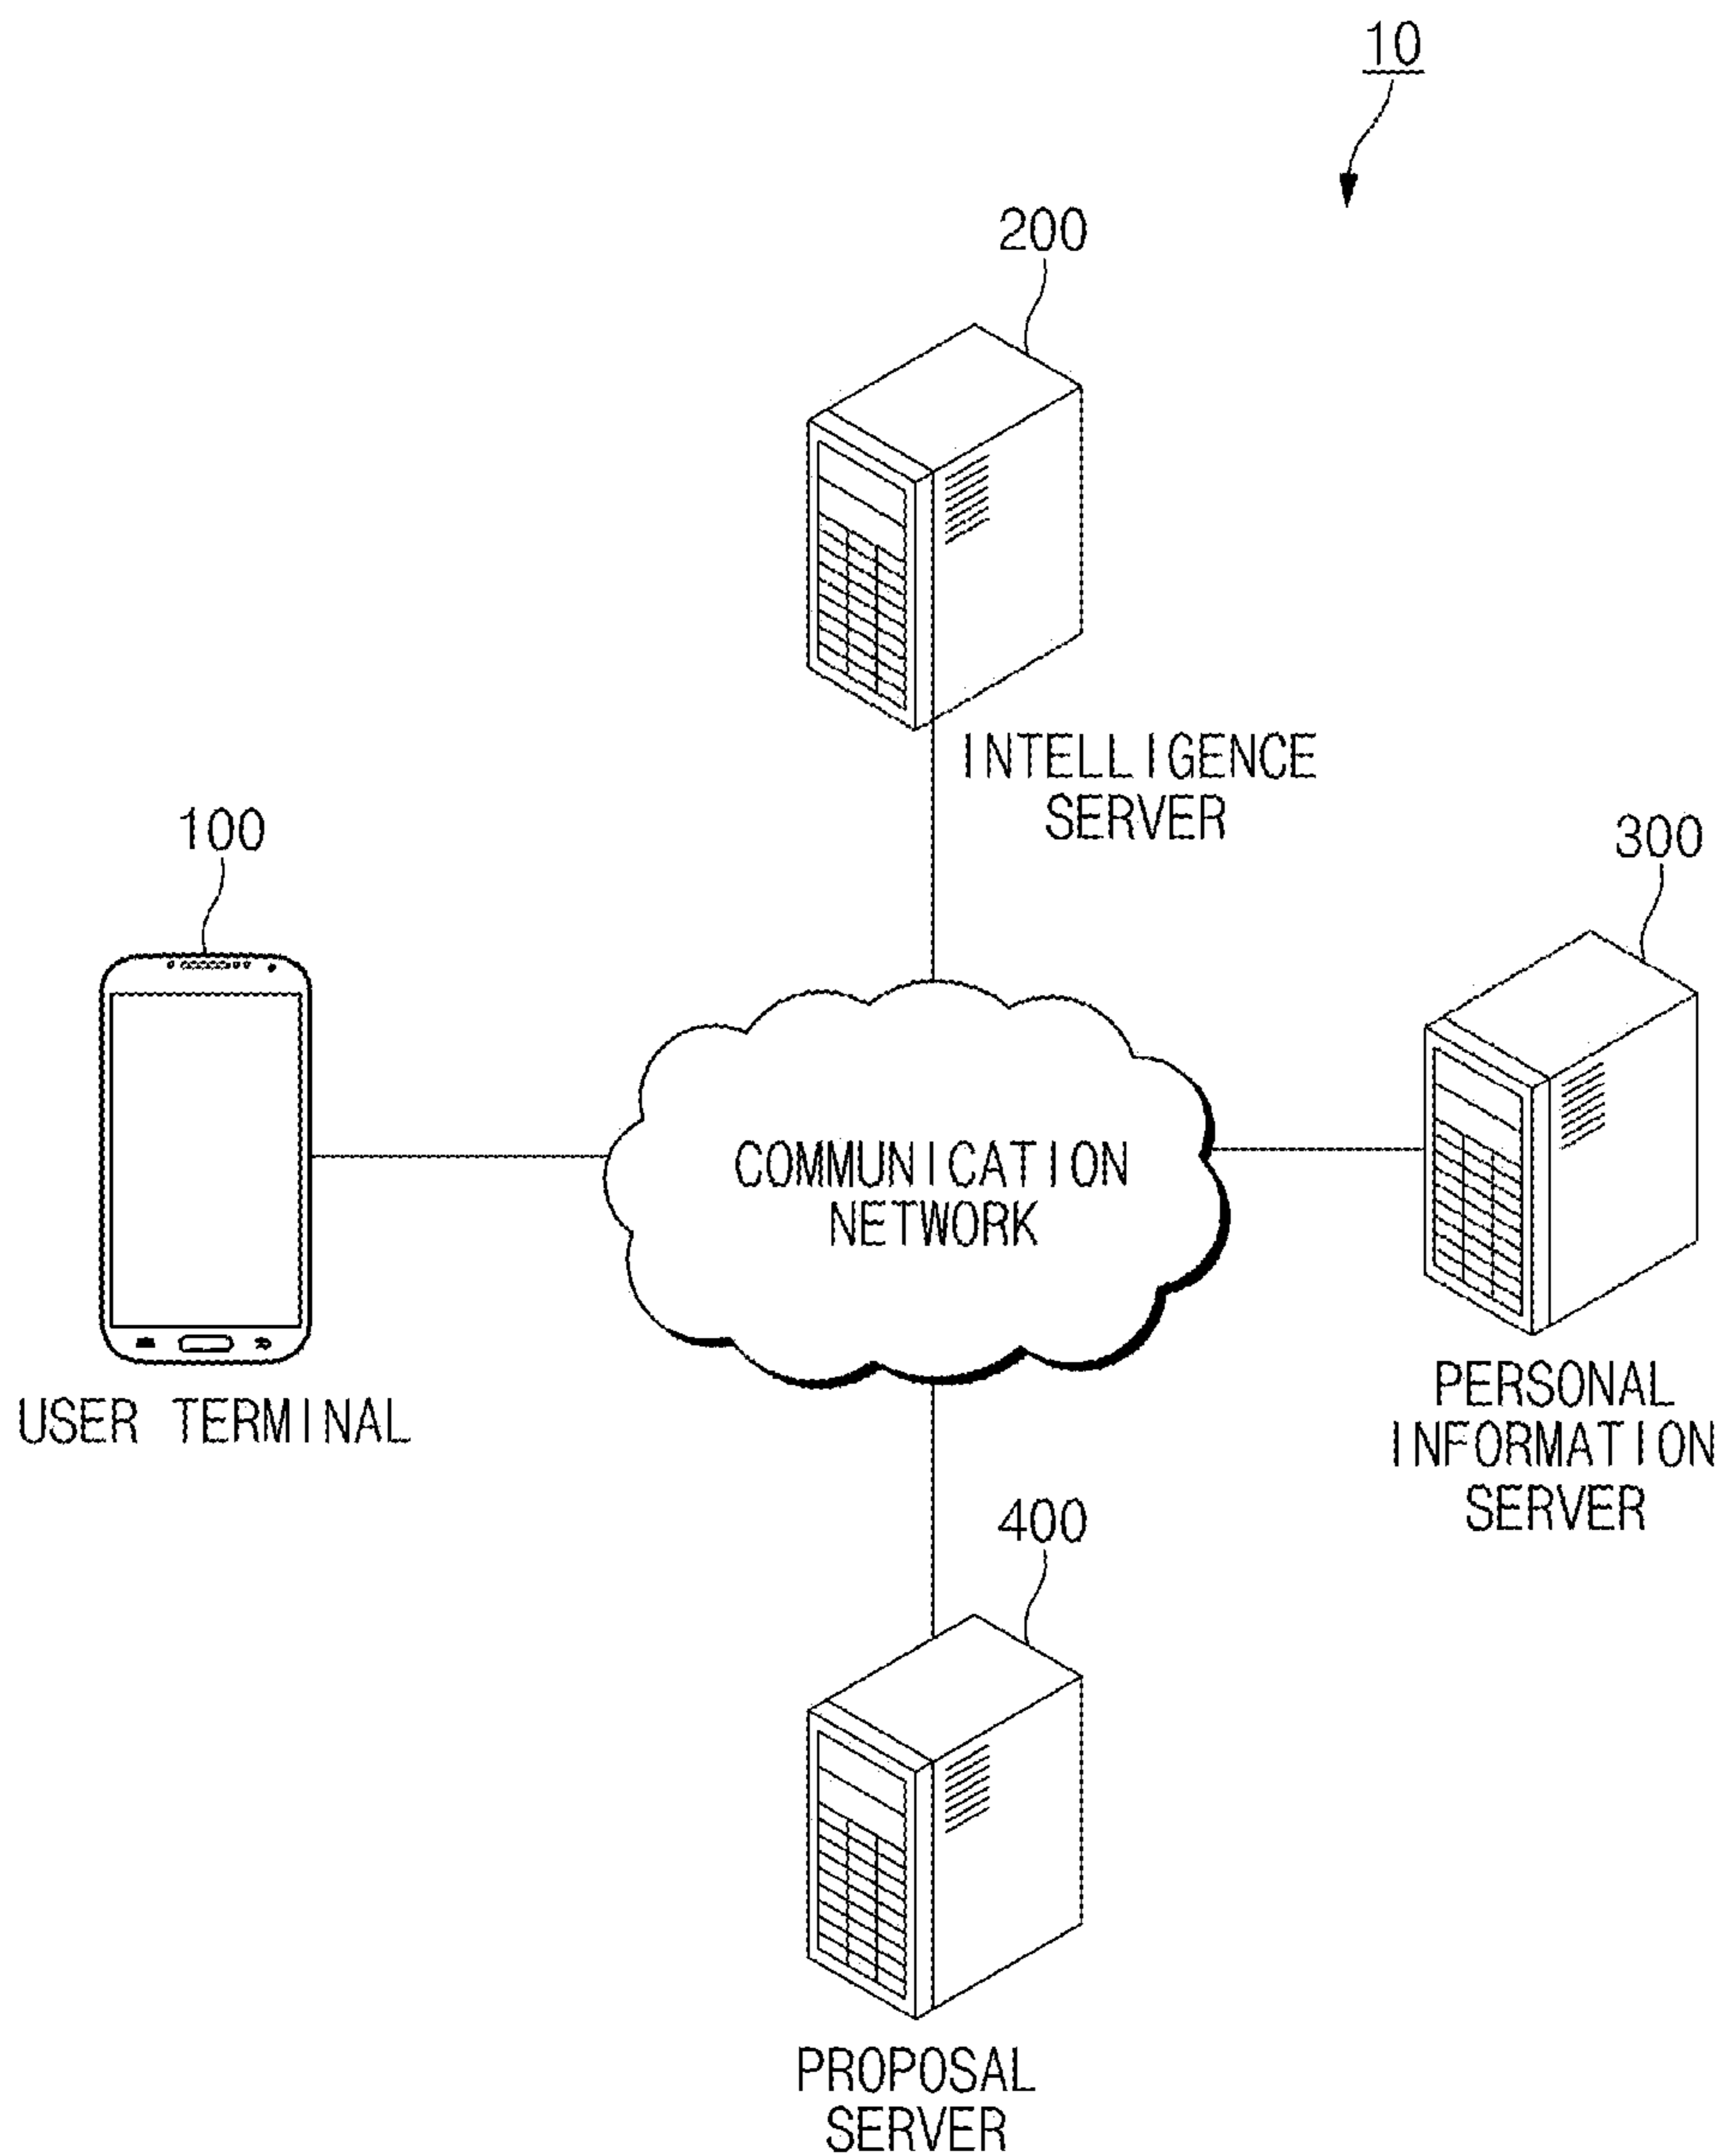 10
200
INTELLIGENCE
SERVER
100
300
COMMUNICATION
NETWORK
USER TERMINAL
PERSONAL
INFORMATION
SERVER
400
PROPOSAL
SERVER